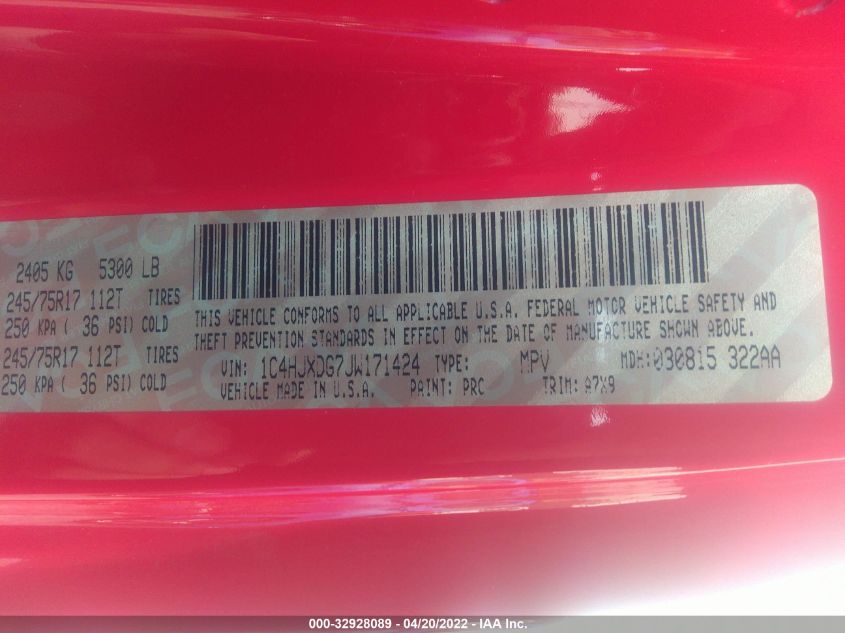 2405 KG 5300 LB
245/75R17 112T TIRES
250 KPA ( 36 PSI) COLD
245/75R17 112T TIRES
250 KPA ( 36 PSI) COLD
THIS VEHICLE CONFORMS TO ALL APPLICABLE U.S.A. FEDERAL MOTOR VEHICLE SAFETY AND
THEFT PREVENTION STANDARDS IN EFFECT ON THE DATE OF MANUFACTURE SHOWN ABOVE.
VIN: 1C4HJXDG7JW171424 TYPE: MPV MDH:030815 322AA
VEHICLE MADE IN U.S.A. PAINT: PRC TRIM: A7X9
000-32928089 - 04/20/2022 - IAA Inc.